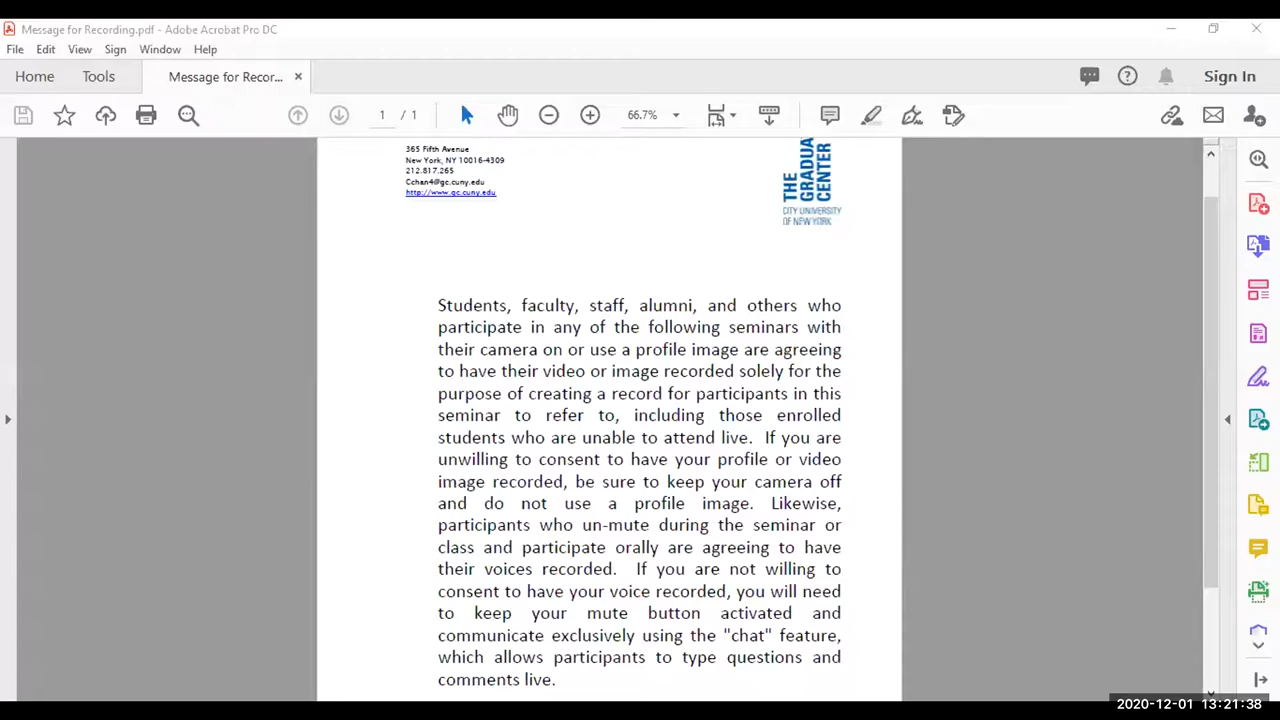 Message for Recording.pdf - Adobe Acrobat Pro DC
File Edit View Sign Window Help
Home Tools Message for Recor... × Sign In
1 / 1 66.7%
365 Fifth Avenue
New York, NY 10016-4309
212.817.265
Cchan4@gc.cuny.edu
http://www.gc.cuny.edu
THE
GRADUA
CENTER
CITY UNIVERSITY
OF NEW YORK
Students, faculty, staff, alumni, and others who
participate in any of the following seminars with
their camera on or use a profile image are agreeing
to have their video or image recorded solely for the
purpose of creating a record for participants in this
seminar to refer to, including those enrolled
students who are unable to attend live. If you are
unwilling to consent to have your profile or video
image recorded, be sure to keep your camera off
and do not use a profile image. Likewise,
participants who un-mute during the seminar or
class and participate orally are agreeing to have
their voices recorded. If you are not willing to
consent to have your voice recorded, you will need
to keep your mute button activated and
communicate exclusively using the "chat" feature,
which allows participants to type questions and
comments live.
2020-12-01 13:21:38